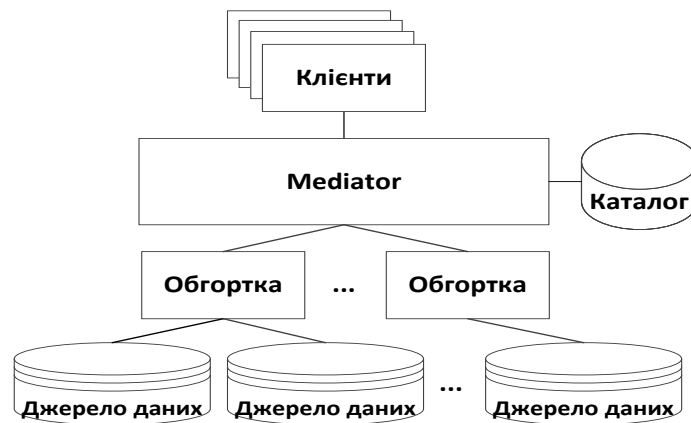 Клієнти
Mediator
Каталог
Обгортка ... Обгортка
Джерело даних Джерело даних ... Джерело даних